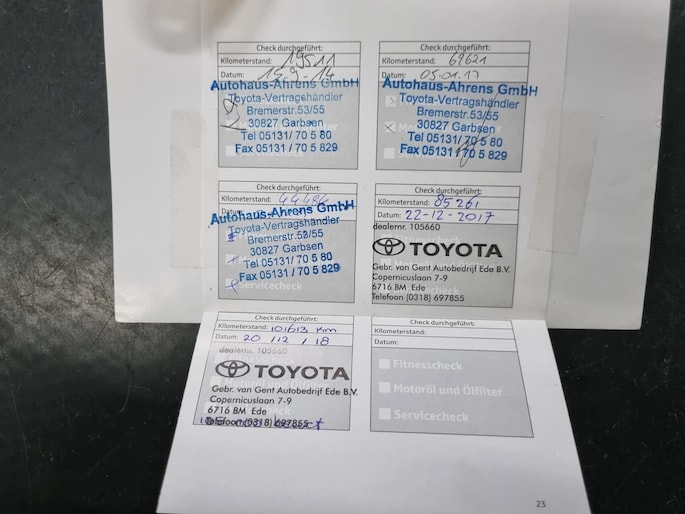 Check durchgeführt:
Kilometerstand: 19511
Datum: 15-9-14
Autohaus-Ahrens GmbH
Toyota-Vertragshändler
Bremerstr.53/55
30827 Garbsen
Tel 05131/ 70 5 80
Fax 05131 / 70 5 829
Check durchgeführt:
Kilometerstand: 69621
Datum: 05.01.17
Autohaus-Ahrens GmbH
Toyota-Vertragshändler
Bremerstr.53/55
30827 Garbsen
Tel 05131/ 70 5 80
Fax 05131 / 70 5 829
Check durchgeführt:
Kilometerstand: 44486
Datum:
Autohaus-Ahrens GmbH
Toyota-Vertragshändler
Bremerstr.53/55
30827 Garbsen
Tel 05131/ 70 5 80
Fax 05131 / 70 5 829
Servicecheck
Check durchgeführt:
Kilometerstand: 85261
Datum: 22-12-2017
dealernr. 105660
TOYOTA
Gebr. van Gent Autobedrijf Ede B.V.
Copernicuslaan 7-9
6716 BM Ede
Telefoon (0318) 697855
Check durchgeführt:
Kilometerstand: 101613 km
Datum: 20/12/18
dealernr. 105660
TOYOTA
Gebr. van Gent Autobedrijf Ede B.V.
Copernicuslaan 7-9
6716 BM Ede
Telefoon (0318) 697855
Check durchgeführt:
Kilometerstand:
Datum:
Fitnesscheck
Motoröl und Ölfilter
Servicecheck
23